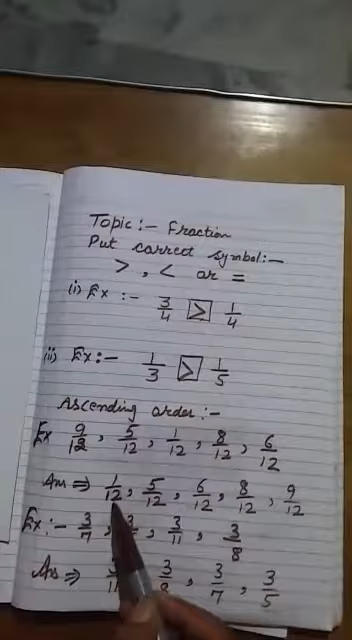 Topic :- Fraction
Put correct symbol:-
> , < or =
(i) Ex :- 3/4 > 1/4
(ii) Ex:- 1/3 > 1/5
Ascending order :-
Ex 9/12, 5/12, 1/12, 8/12, 6/12
Ans ⇒ 1/12, 5/12, 6/12, 8/12, 9/12
Ex :- 3/7, 3/11, 3/8
Ans ⇒ 3/7, 3/5